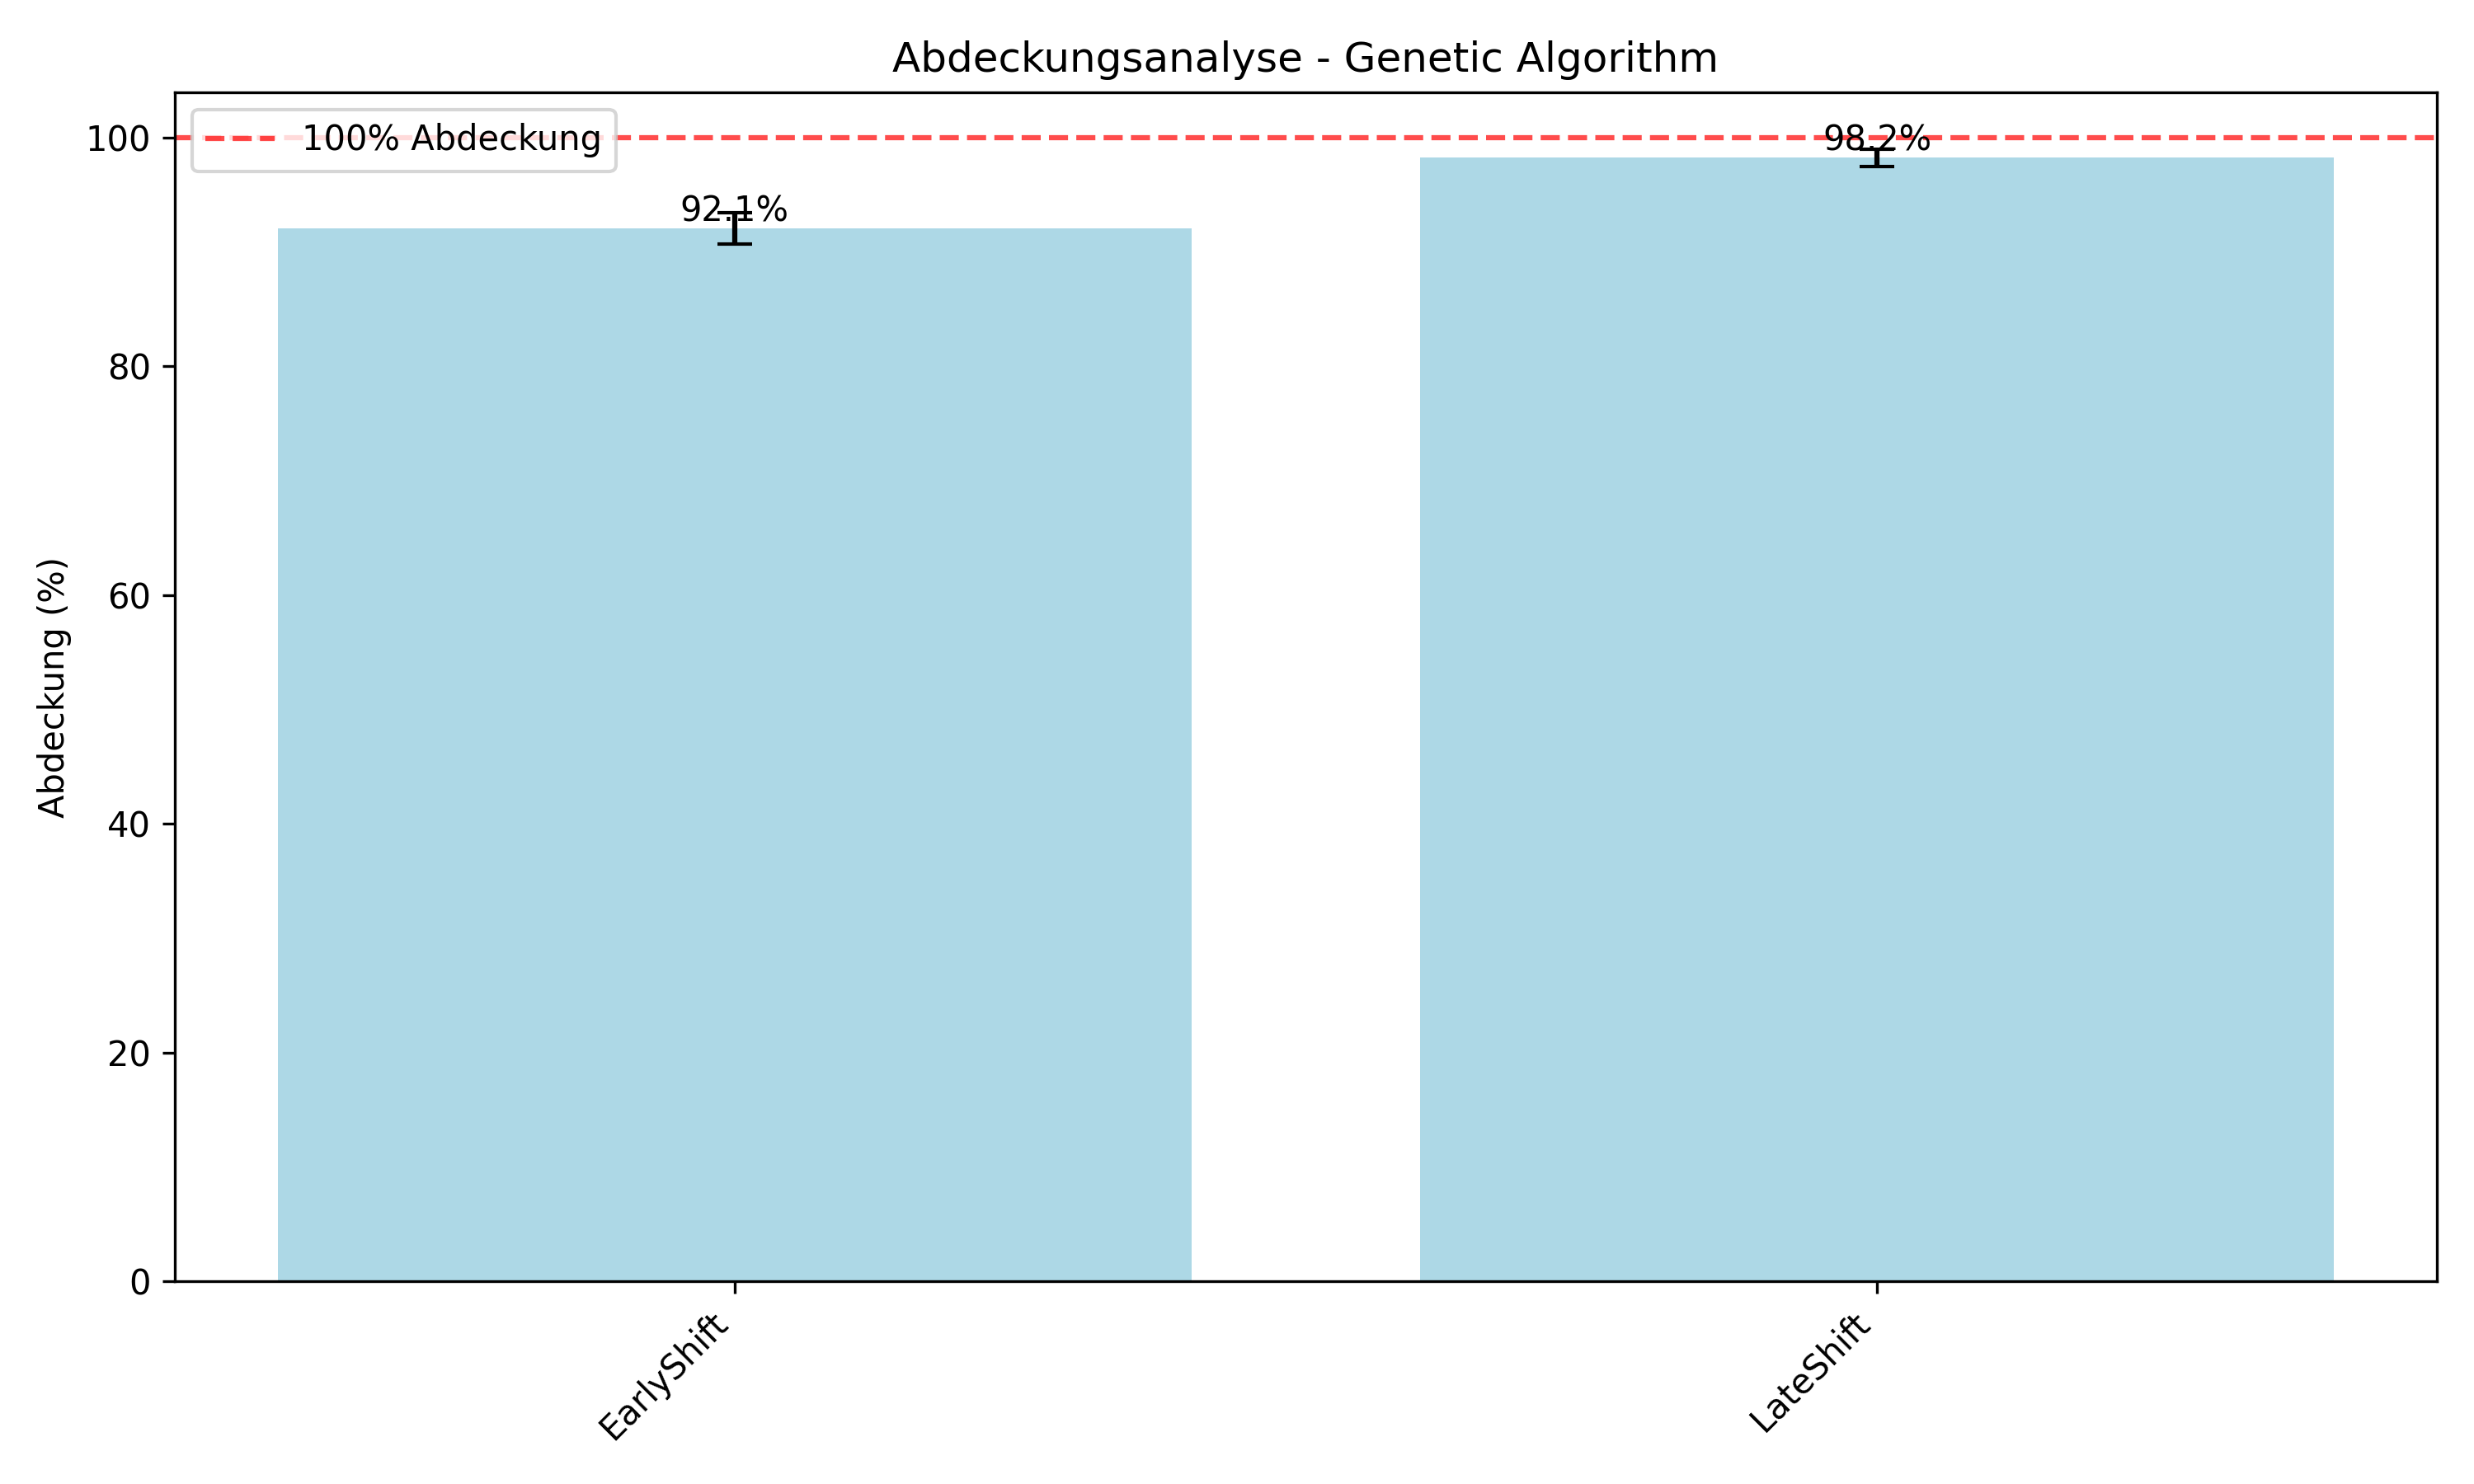 Abdeckungsanalyse - Genetic Algorithm
100% Abdeckung
98.2%
92.1%
100
80
60
40
20
0
Abdeckung (%)
EarlyShift
LateShift